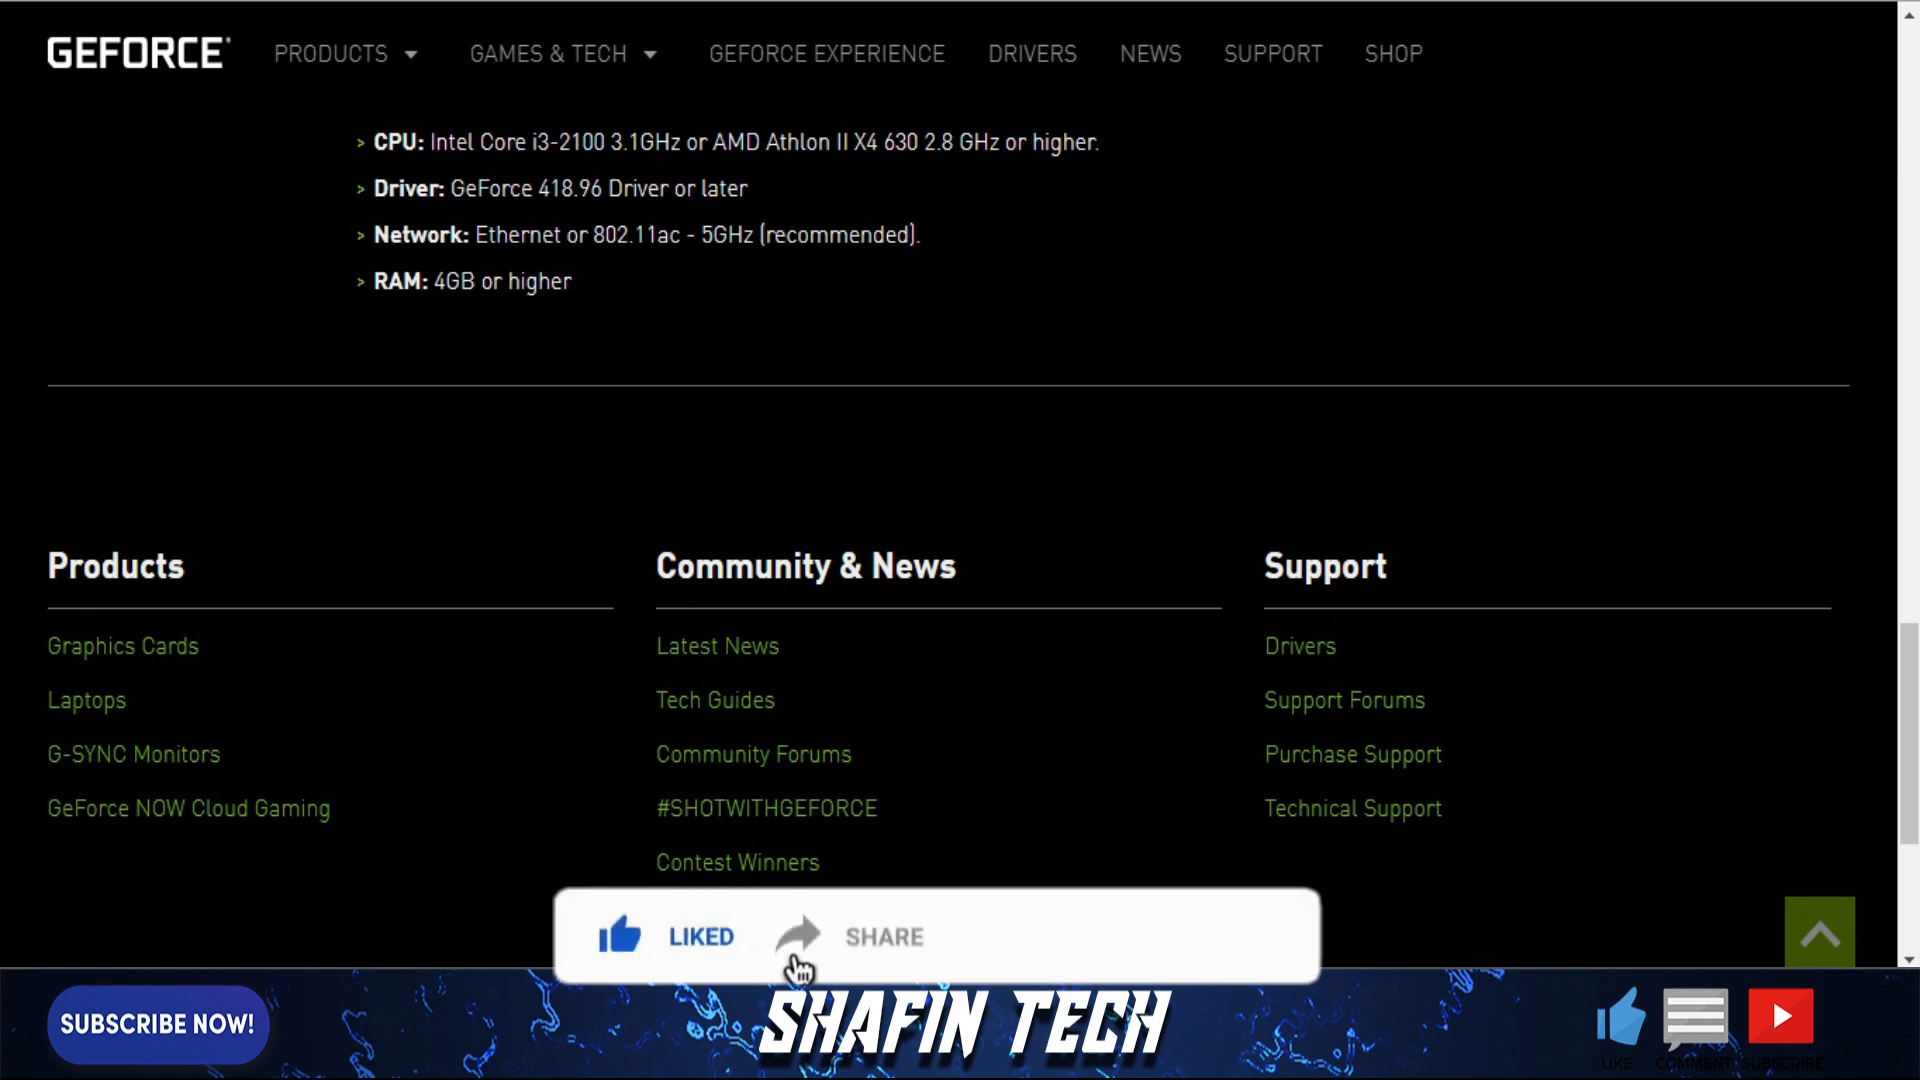 GEFORCE PRODUCTS GAMES & TECH GEFORCE EXPERIENCE DRIVERS NEWS SUPPORT SHOP
> CPU: Intel Core i3-2100 3.1GHz or AMD Athlon II X4 630 2.8 GHz or higher.
> Driver: GeForce 418.96 Driver or later
> Network: Ethernet or 802.11ac - 5GHz (recommended).
> RAM: 4GB or higher
Products
Graphics Cards
Laptops
G-SYNC Monitors
GeForce NOW Cloud Gaming
Community & News
Latest News
Tech Guides
Community Forums
#SHOTWITHGEFORCE
Contest Winners
Support
Drivers
Support Forums
Purchase Support
Technical Support
LIKED SHARE
SUBSCRIBE NOW!
SHAFIN TECH
LIKE COMMENT SUBSCRIBE